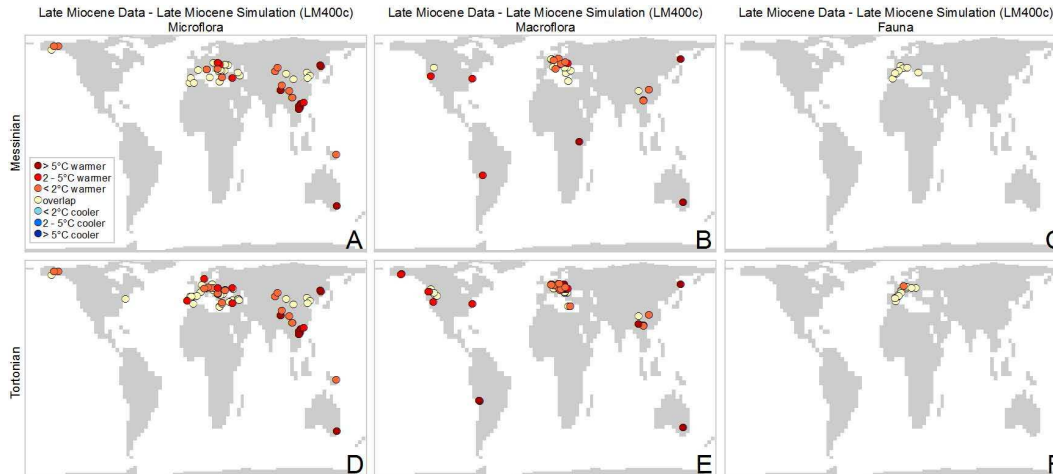 Late Miocene Data - Late Miocene Simulation (LM400c)
Microflora
Late Miocene Data - Late Miocene Simulation (LM400c)
Macroflora
Late Miocene Data - Late Miocene Simulation (LM400c)
Fauna
Messinian
> 5°C warmer
2 - 5°C warmer
< 2°C warmer
overlap
< 2°C cooler
2 - 5°C cooler
> 5°C cooler
A
B
C
Tortonian
D
E
F